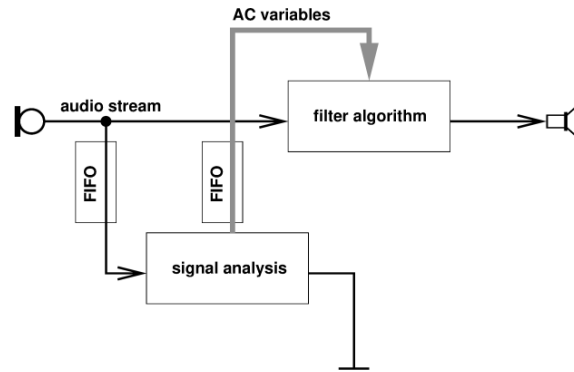 AC variables
audio stream
filter algorithm
FIFO
FIFO
signal analysis